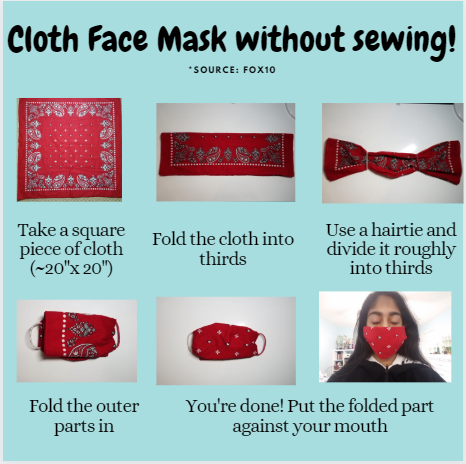 Cloth Face Mask without sewing!
*SOURCE: FOX10
Take a square
piece of cloth
(~20"x 20")
Fold the cloth into
thirds
Use a hairtie and
divide it roughly
into thirds
Fold the outer
parts in
You're done! Put the folded part
against your mouth